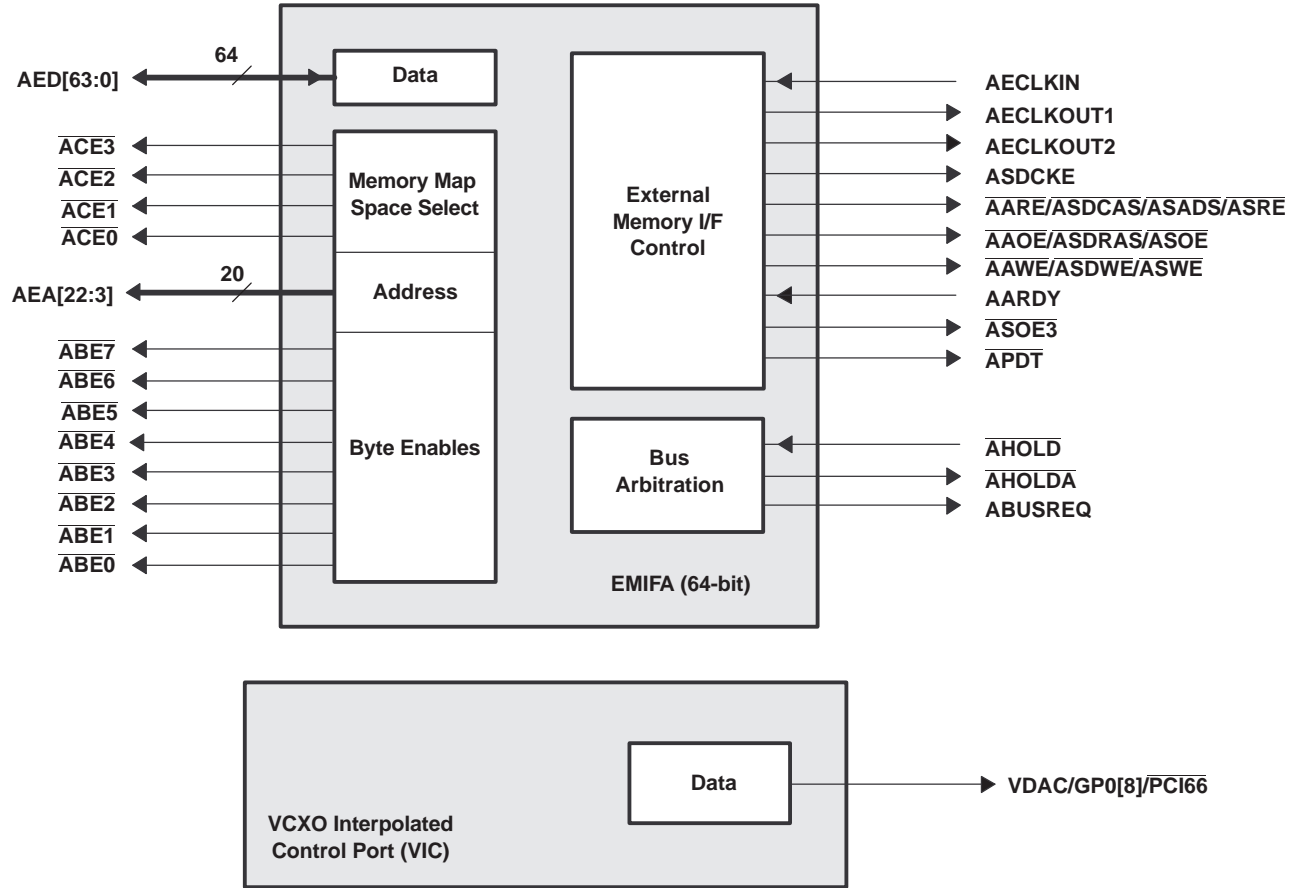 64
AED[63:0]
Data
ACE3
ACE2
ACE1
ACE0
Memory Map
Space Select
20
AEA[22:3]
Address
ABE7
ABE6
ABE5
ABE4
ABE3
ABE2
ABE1
ABE0
Byte Enables
External
Memory I/F
Control
AECLKIN
AECLKOUT1
AECLKOUT2
ASDCKE
AARE/ASDCAS/ASADS/ASRE
AAOE/ASDRAS/ASOE
AAWE/ASDWE/ASWE
AARDY
ASOE3
APDT
Bus
Arbitration
AHOLD
AHOLDA
ABUSREQ
EMIFA (64-bit)
Data
VDAC/GP0[8]/PCI66
VCXO Interpolated
Control Port (VIC)